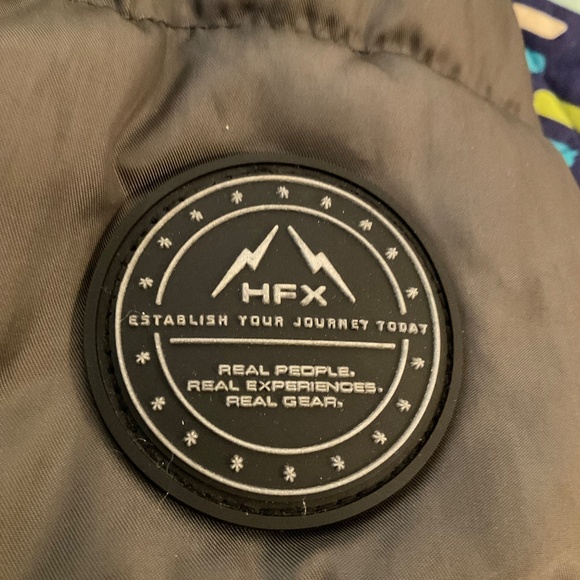 HFX
ESTABLISH YOUR JOURNEY TODAY
REAL PEOPLE.
REAL EXPERIENCES.
REAL GEAR.